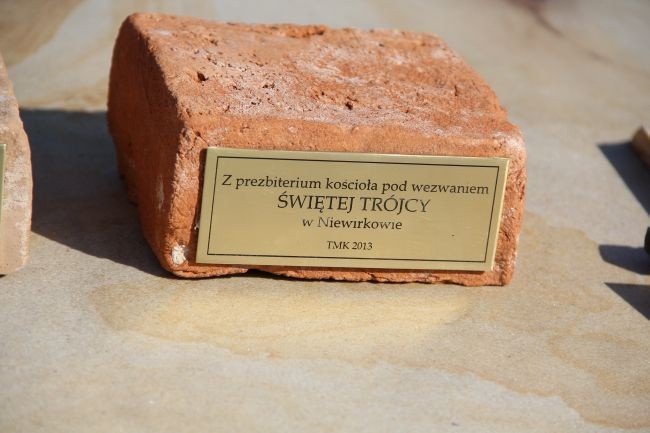 Z prezbiterium kościoła pod wezwaniem
ŚWIĘTEJ TRÓJCY
w Niewirkowie
TMK 2013